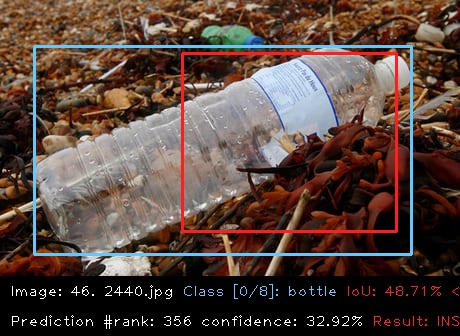 Image: 46. 2440.jpg Class [0/8]: bottle IoU: 48.71% <
Prediction #rank: 356 confidence: 32.92% Result: INS